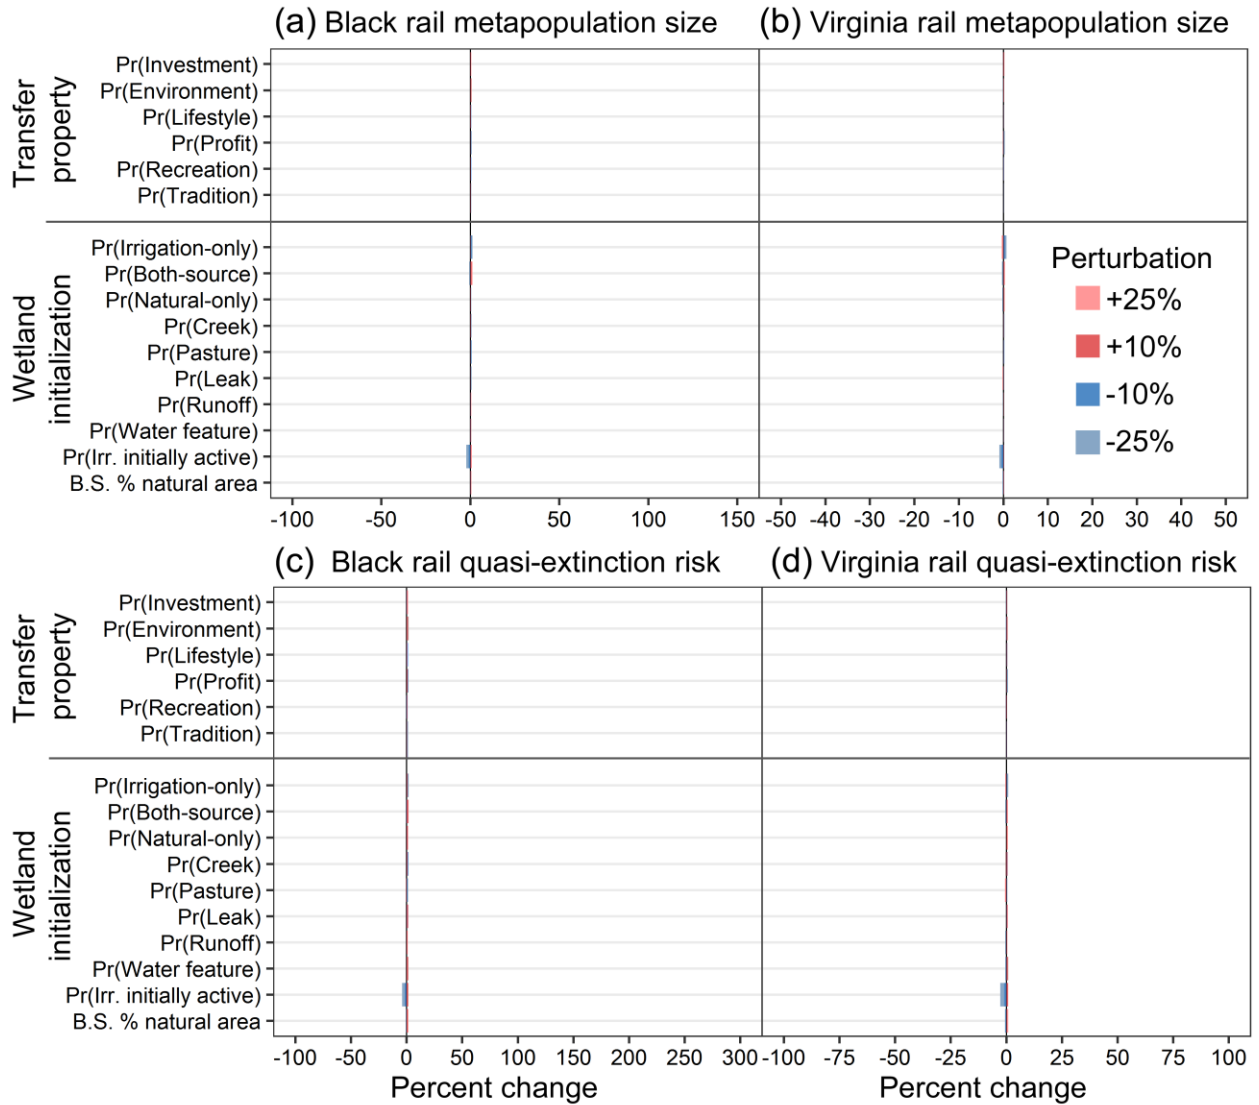 (a) Black rail metapopulation size
(b) Virginia rail metapopulation size
Transfer
property
Pr(Investment)
Pr(Environment)
Pr(Lifestyle)
Pr(Profit)
Pr(Recreation)
Pr(Tradition)
Wetland
initialization
Pr(Irrigation-only)
Pr(Both-source)
Pr(Natural-only)
Pr(Creek)
Pr(Pasture)
Pr(Leak)
Pr(Runoff)
Pr(Water feature)
Pr(Irr. initially active)
B.S. % natural area
Perturbation
+25%
+10%
-10%
-25%
-100 -50 0 50 100 150
-50 -40 -30 -20 -10 0 10 20 30 40 50
(c) Black rail quasi-extinction risk
(d) Virginia rail quasi-extinction risk
Transfer
property
Pr(Investment)
Pr(Environment)
Pr(Lifestyle)
Pr(Profit)
Pr(Recreation)
Pr(Tradition)
Wetland
initialization
Pr(Irrigation-only)
Pr(Both-source)
Pr(Natural-only)
Pr(Creek)
Pr(Pasture)
Pr(Leak)
Pr(Runoff)
Pr(Water feature)
Pr(Irr. initially active)
B.S. % natural area
-100 -50 0 50 100 150 200 250 300
-100 -75 -50 -25 0 25 50 75 100
Percent change
Percent change